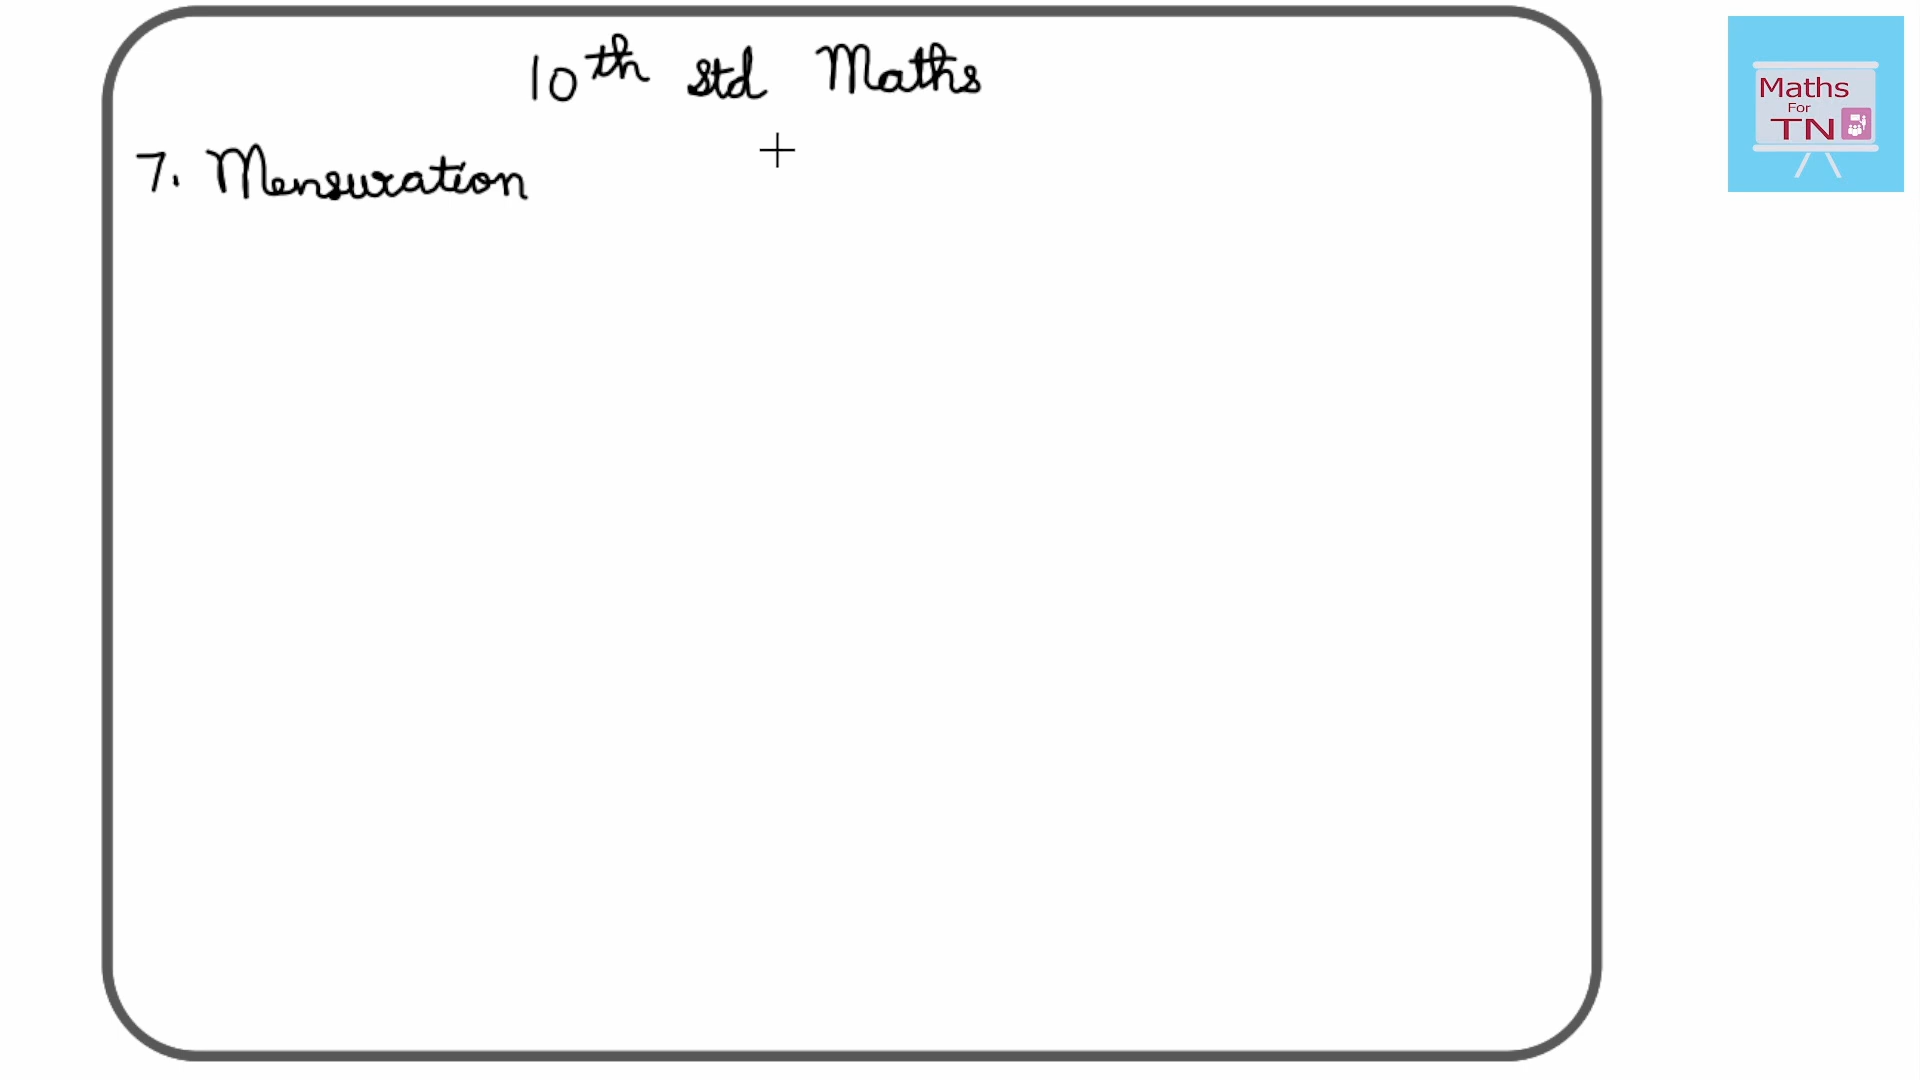 10th std Maths
7. Mensuration
Maths
For
TN